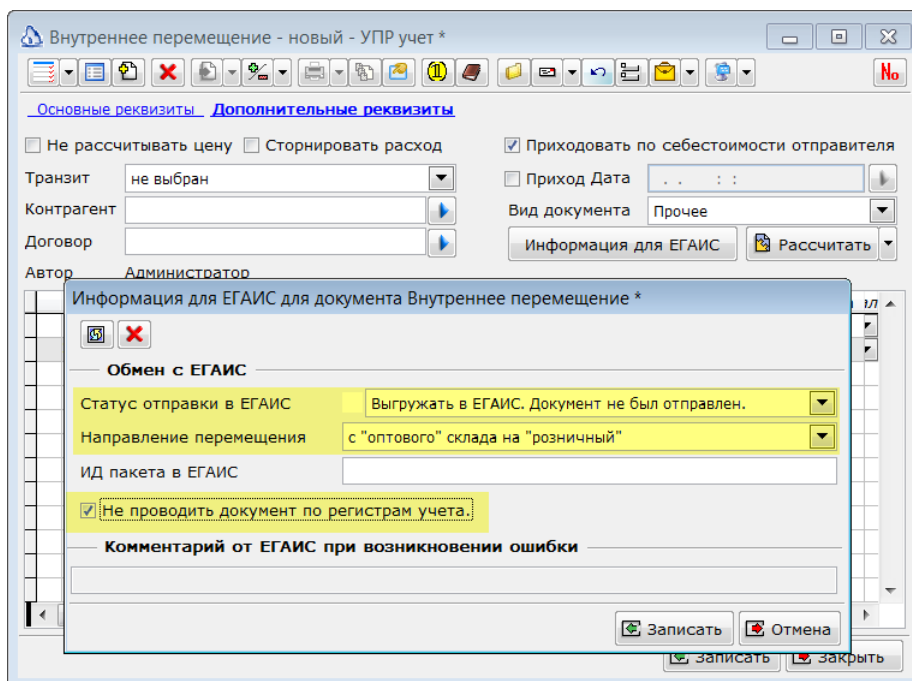 Внутреннее перемещение - новый - УПР учет *
No
Основные реквизиты Дополнительные реквизиты
Не рассчитывать цену Сторнировать расход Приходовать по себестоимости отправителя
Транзит не выбран Приход Дата . . : :
Контрагент Вид документа Прочее
Договор Информация для ЕГАИС Рассчитать
Автор Администратор
Информация для ЕГАИС для документа Внутреннее перемещение *
Обмен с ЕГАИС
Статус отправки в ЕГАИС Выгружать в ЕГАИС. Документ не был отправлен.
Направление перемещения с "оптового" склада на "розничный"
ИД пакета в ЕГАИС
Не проводить документ по регистрам учета.
Комментарий от ЕГАИС при возникновении ошибки
Записать Отмена
Записать Закрыть